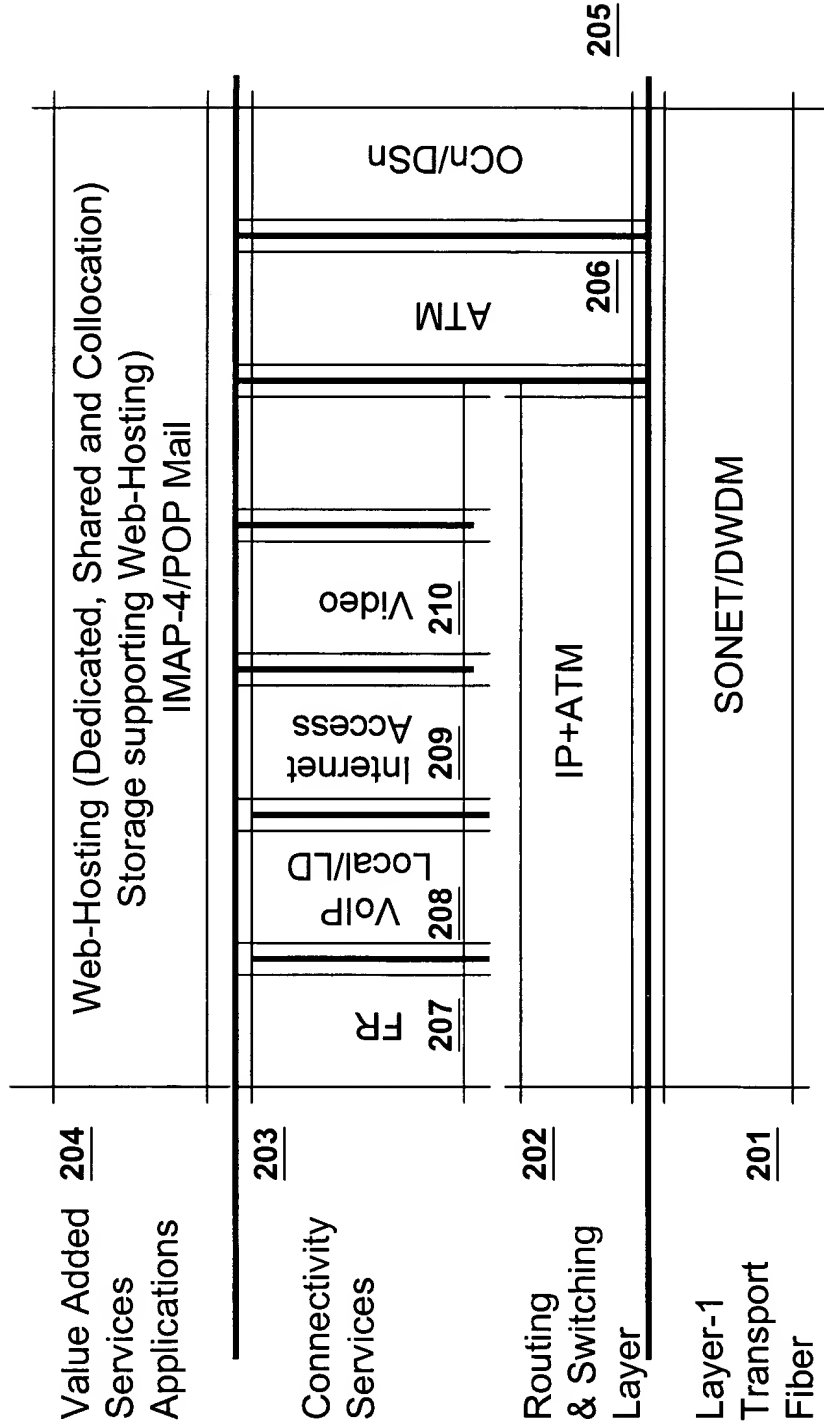 Value Added
Services
Applications
204
Web-Hosting (Dedicated, Shared and Collocation)
Storage supporting Web-Hosting)
IMAP-4/POP Mail
Connectivity
Services
203
FR
207
VoIP
Local/LD
208
Internet
Access
209
Video
210
ATM
206
OCn/DSn
205
Routing
& Switching
Layer
202
IP+ATM
Layer-1
Transport
Fiber
201
SONET/DWDM